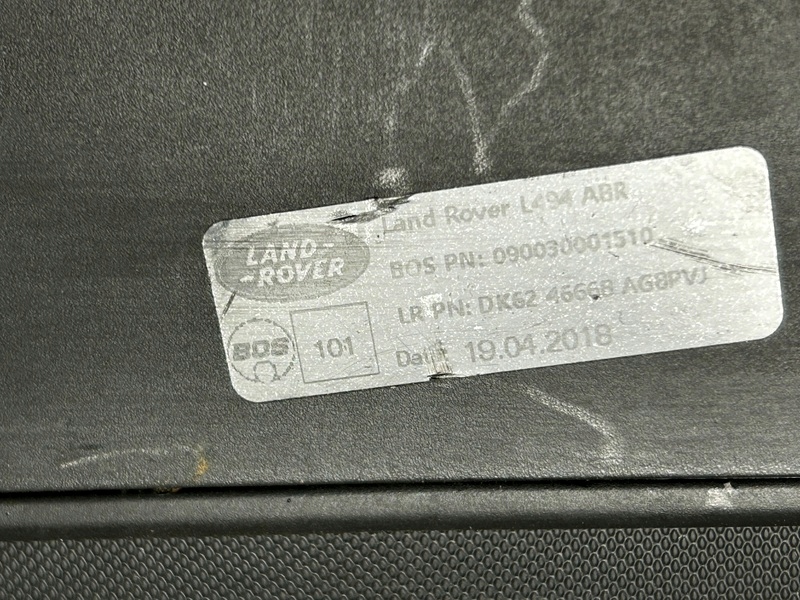 LAND-
-ROVER
BOS
101
Land Rover L494 ABR
BOS PN: 090030001510
LR PN: DK62 46668 AG8PVJ
Date: 19.04.2018